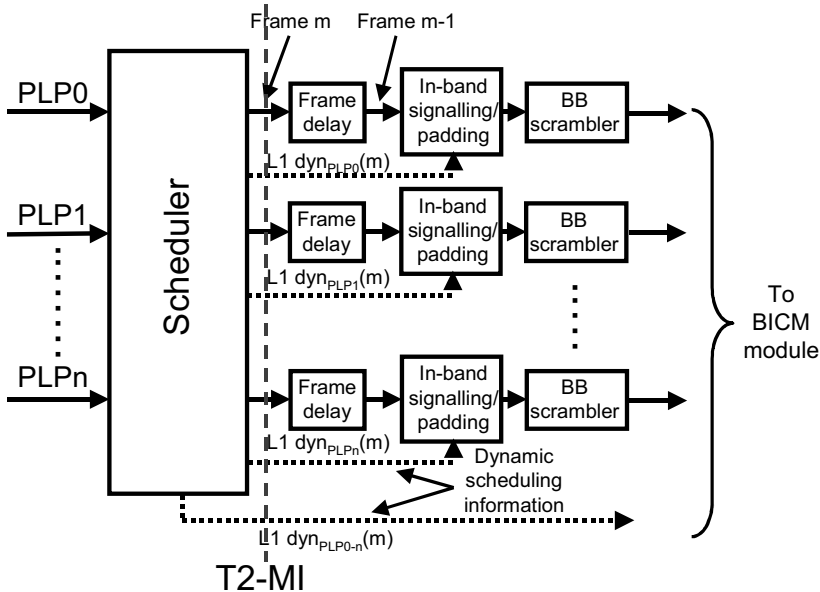 Frame m
Frame m-1
PLP0
Frame
delay
In-band
signalling/
padding
BB
scrambler
L1 dynPLP0(m)
PLP1
Frame
delay
In-band
signalling/
padding
BB
scrambler
L1 dynPLP1(m)
Scheduler
To
BICM
module
PLPn
Frame
delay
In-band
signalling/
padding
BB
scrambler
L1 dynPLPn(m)
Dynamic
scheduling
information
L1 dynPLP0-n(m)
T2-MI